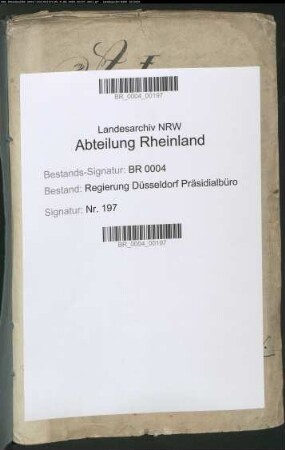 BR_0004_00197
Landesarchiv NRW
Abteilung Rheinland
Bestands-Signatur: BR 0004
Bestand: Regierung Düsseldorf Präsidialbüro
Signatur: Nr. 197
BR_0004_00197